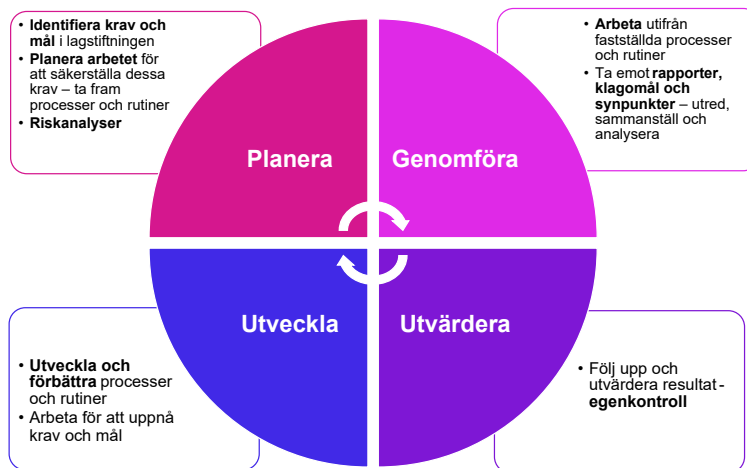 • Identifiera krav och
mål i lagstiftningen
• Planera arbetet för
att säkerställa dessa
krav – ta fram
processer och rutiner
• Riskanalyser
• Arbeta utifrån
fastställda processer
och rutiner
• Ta emot rapporter,
klagomål och
synpunkter – utred,
sammanställ och
analysera
Planera
Genomföra
Utveckla
Utvärdera
• Utveckla och
förbättra processer
och rutiner
• Arbeta för att uppnå
krav och mål
• Följ upp och
utvärdera resultat -
egenkontroll